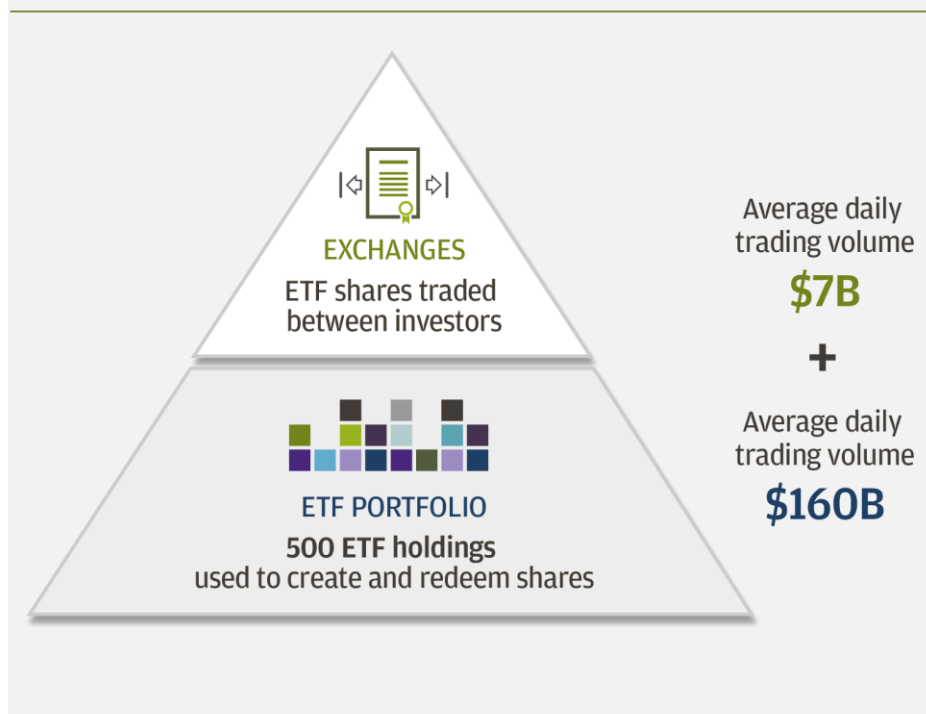 EXCHANGES
ETF shares traded
between investors
Average daily
trading volume
$7B
+
Average daily
trading volume
$160B
ETF PORTFOLIO
500 ETF holdings
used to create and redeem shares